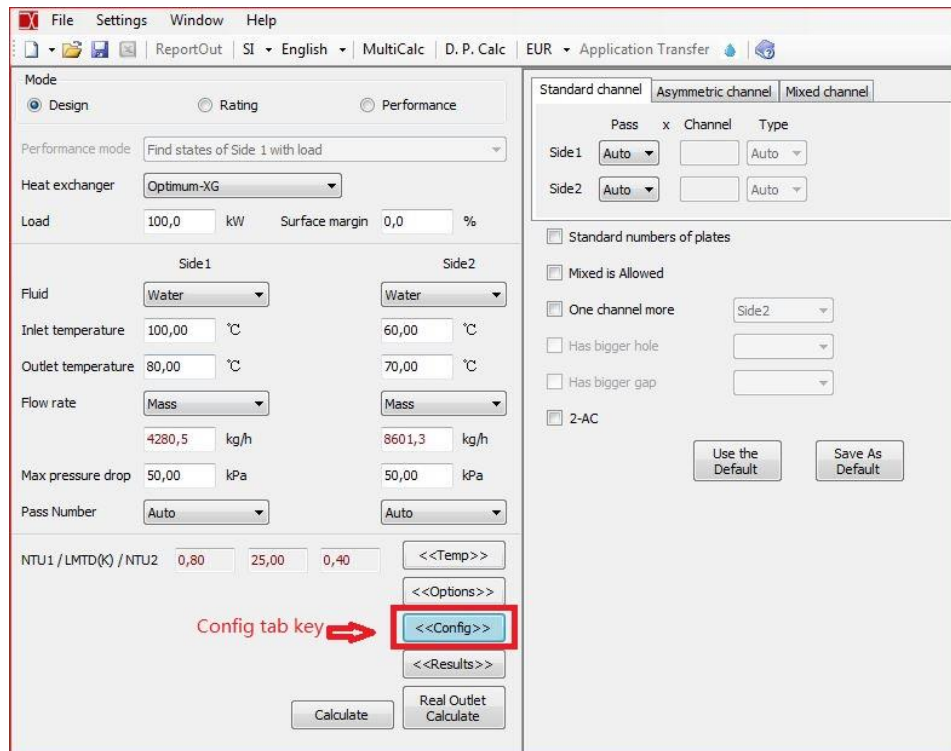 File Settings Window Help
ReportOut SI English MultiCalc D. P. Calc EUR Application Transfer
Mode
Design Rating Performance
Performance mode Find states of Side 1 with load
Heat exchanger Optimum-XG
Load 100,0 kW Surface margin 0,0 %
Side1 Side2
Fluid Water Water
Inlet temperature 100,00 ℃ 60,00 ℃
Outlet temperature 80,00 ℃ 70,00 ℃
Flow rate Mass Mass
4280,5 kg/h 8601,3 kg/h
Max pressure drop 50,00 kPa 50,00 kPa
Pass Number Auto Auto
NTU1 / LMTD(K) / NTU2 0,80 25,00 0,40
<<Temp>>
<<Options>>
Config tab key <<Config>>
<<Results>>
Calculate
Real Outlet
Calculate
Standard channel Asymmetric channel Mixed channel
Pass x Channel Type
Side1 Auto Auto
Side2 Auto Auto
Standard numbers of plates
Mixed is Allowed
One channel more Side2
Has bigger hole
Has bigger gap
2-AC
Use the
Default
Save As
Default